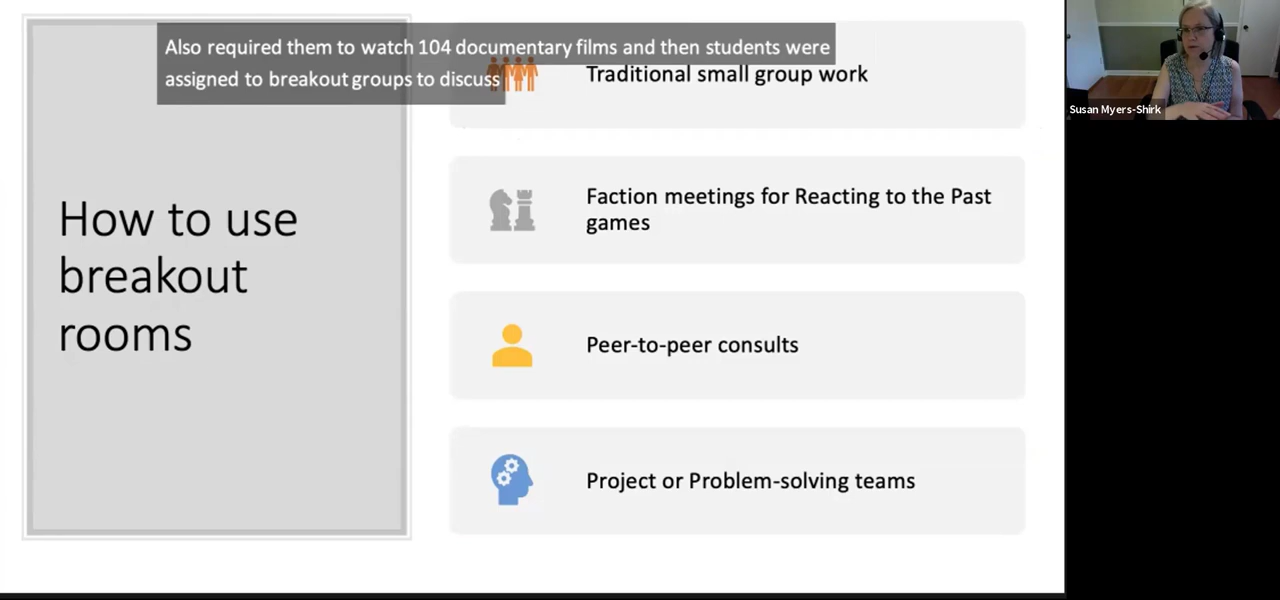 Also required them to watch 104 documentary films and then students were
assigned to breakout groups to discuss
Traditional small group work
Susan Myers-Shirk
How to use
breakout
rooms
Faction meetings for Reacting to the Past
games
Peer-to-peer consults
Project or Problem-solving teams